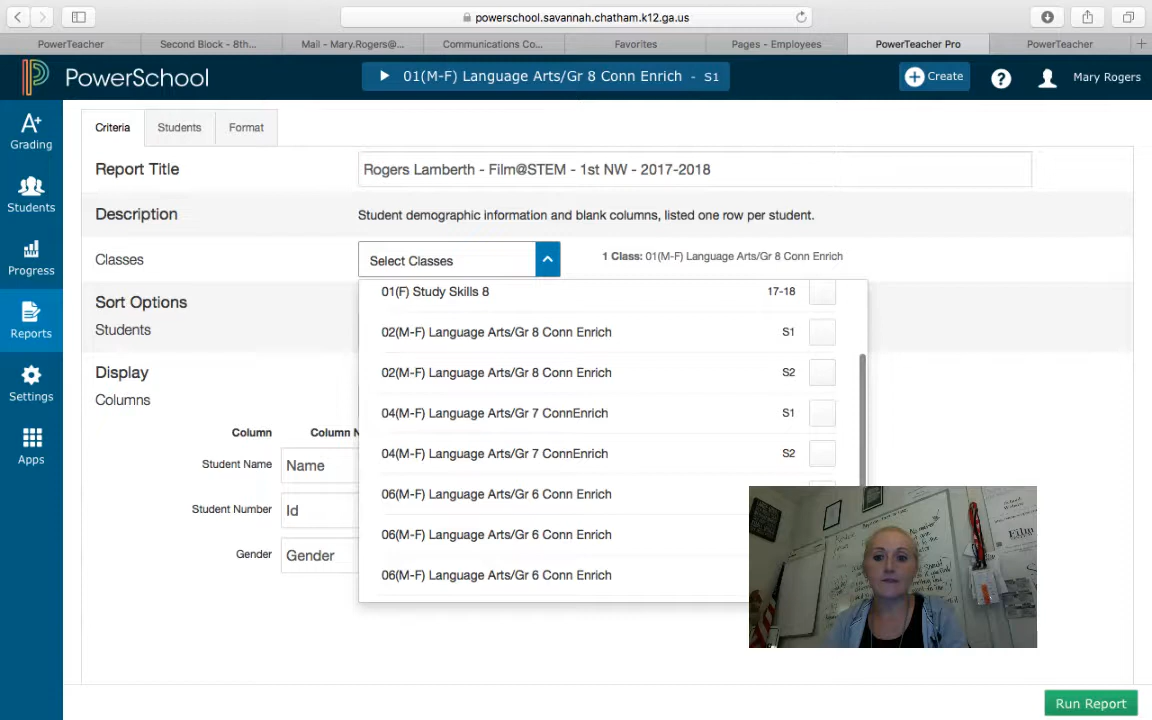 powerschool.savannah.chatham.k12.ga.us
PowerTeacher
Second Block - 8th...
Mail - Mary.Rogers@...
Communications Co...
Favorites
Pages - Employees
PowerTeacher Pro
PowerTeacher
PowerSchool
01(M-F) Language Arts/Gr 8 Conn Enrich - S1
Create
?
Mary Rogers
A+
Grading
Students
Progress
Reports
Settings
Apps
Criteria
Students
Format
Report Title
Rogers Lamberth - Film@STEM - 1st NW - 2017-2018
Description
Student demographic information and blank columns, listed one row per student.
Classes
Select Classes
1 Class: 01(M-F) Language Arts/Gr 8 Conn Enrich
01(F) Study Skills 8 17-18
Sort Options
Students
02(M-F) Language Arts/Gr 8 Conn Enrich S1
02(M-F) Language Arts/Gr 8 Conn Enrich S2
Display
Columns
04(M-F) Language Arts/Gr 7 ConnEnrich S1
04(M-F) Language Arts/Gr 7 ConnEnrich S2
06(M-F) Language Arts/Gr 6 Conn Enrich
06(M-F) Language Arts/Gr 6 Conn Enrich
06(M-F) Language Arts/Gr 6 Conn Enrich
Column Column N
Student Name Name
Student Number Id
Gender Gender
Film
Run Report